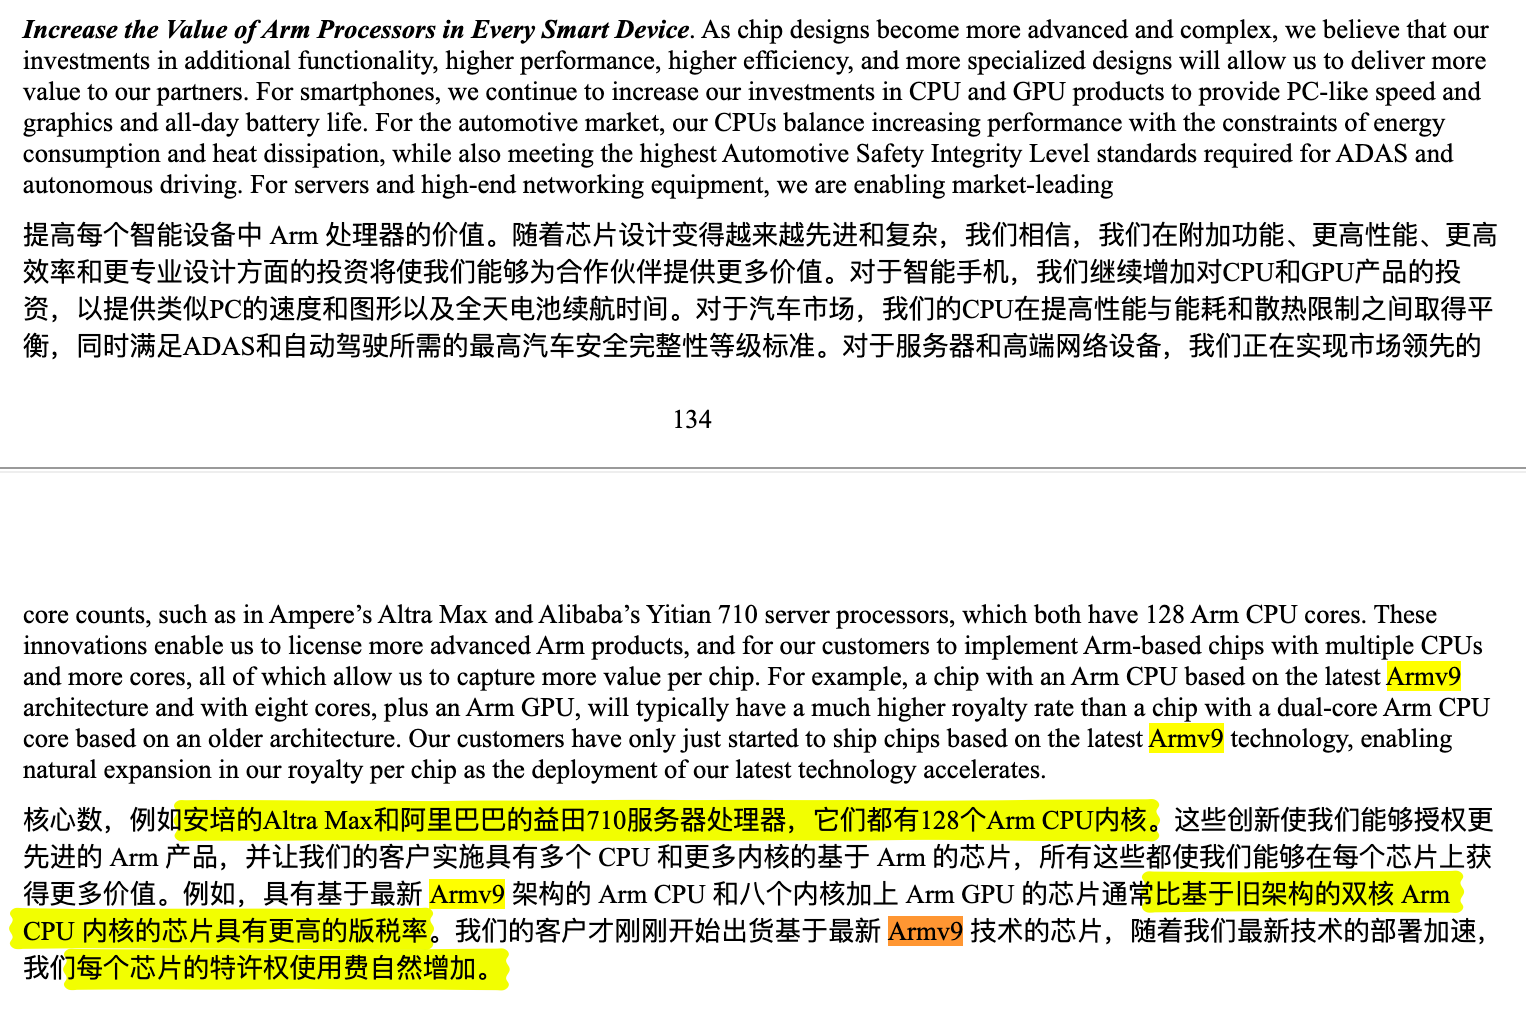 Increase the Value of Arm Processors in Every Smart Device. As chip designs become more advanced and complex, we believe that our
investments in additional functionality, higher performance, higher efficiency, and more specialized designs will allow us to deliver more
value to our partners. For smartphones, we continue to increase our investments in CPU and GPU products to provide PC-like speed and
graphics and all-day battery life. For the automotive market, our CPUs balance increasing performance with the constraints of energy
consumption and heat dissipation, while also meeting the highest Automotive Safety Integrity Level standards required for ADAS and
autonomous driving. For servers and high-end networking equipment, we are enabling market-leading
提高每个智能设备中 Arm 处理器的价值。随着芯片设计变得越来越先进和复杂，我们相信，我们在附加功能、更高性能、更高
效率和更专业设计方面的投资将使我们能够为合作伙伴提供更多价值。对于智能手机，我们继续增加对CPU和GPU产品的投
资，以提供类似PC的速度和图形以及全天电池续航时间。对于汽车市场，我们的CPU在提高性能与能耗和散热限制之间取得平
衡，同时满足ADAS和自动驾驶所需的最高汽车安全完整性等级标准。对于服务器和高端网络设备，我们正在实现市场领先的
134
core counts, such as in Ampere’s Altra Max and Alibaba’s Yitian 710 server processors, which both have 128 Arm CPU cores. These
innovations enable us to license more advanced Arm products, and for our customers to implement Arm-based chips with multiple CPUs
and more cores, all of which allow us to capture more value per chip. For example, a chip with an Arm CPU based on the latest Armv9
architecture and with eight cores, plus an Arm GPU, will typically have a much higher royalty rate than a chip with a dual-core Arm CPU
core based on an older architecture. Our customers have only just started to ship chips based on the latest Armv9 technology, enabling
natural expansion in our royalty per chip as the deployment of our latest technology accelerates.
核心数，例如安培的Altra Max和阿里巴巴的益田710服务器处理器，它们都有128个Arm CPU内核。这些创新使我们能够授权更
先进的 Arm 产品，并让我们的客户实施具有多个 CPU 和更多内核的基于 Arm 的芯片，所有这些都使我们能够在每个芯片上获
得更多价值。例如，具有基于最新 Armv9 架构的 Arm CPU 和八个内核加上 Arm GPU 的芯片通常比基于旧架构的双核 Arm
CPU 内核的芯片具有更高的版税率。我们的客户才刚刚开始出货基于最新 Armv9 技术的芯片，随着我们最新技术的部署加速，
我们每个芯片的特许权使用费自然增加。